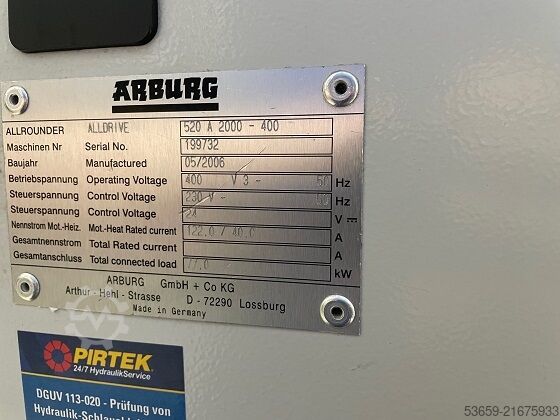 ARBURG
ALLROUNDER ALLDRIVE 520 A 2000 - 400
Maschinen Nr Serial No. 199732
Baujahr Manufactured 05/2006
Betriebspannung Operating Voltage 400 V 3 ~ 50 Hz
Steuerspannung Control Voltage 230 V ~ 50 Hz
Steuerspannung Control Voltage 24 V
Nennstrom Mot.-Heiz. Mot.-Heat Rated current 122.0 / 40.0 A
Gesamtnennstrom Total Rated current A
Gesamtanschluss Total connected load 77.0 kW
ARBURG GmbH + Co KG
Arthur - Hehl - Strasse D - 72290 Lossburg
Made in Germany
PIRTEK
24/7 HydraulikService
DGUV 113-020 - Prüfung von
53659-21675933